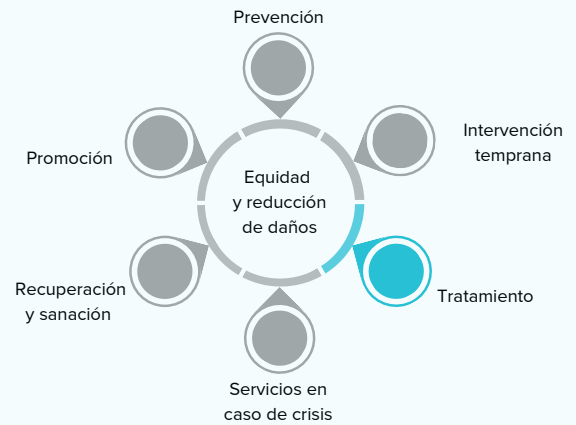 Prevención
Intervención
temprana
Promoción
Equidad
y reducción
de daños
Recuperación
y sanación
Tratamiento
Servicios en
caso de crisis